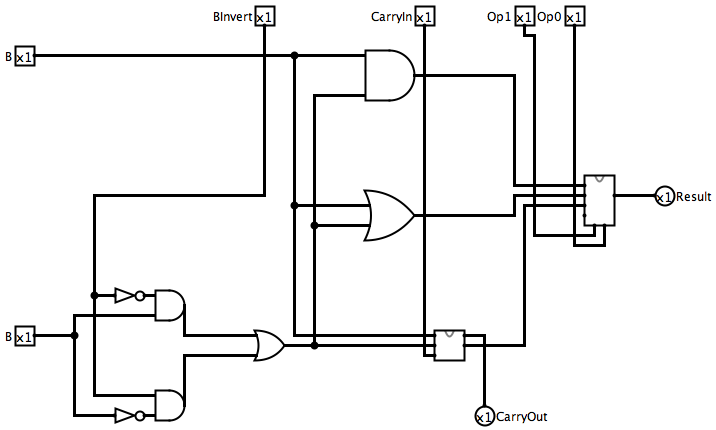 BInvert x1 CarryIn x1 Op1 x1 Op0 x1
B x1
x1 Result
B x1
x1 CarryOut